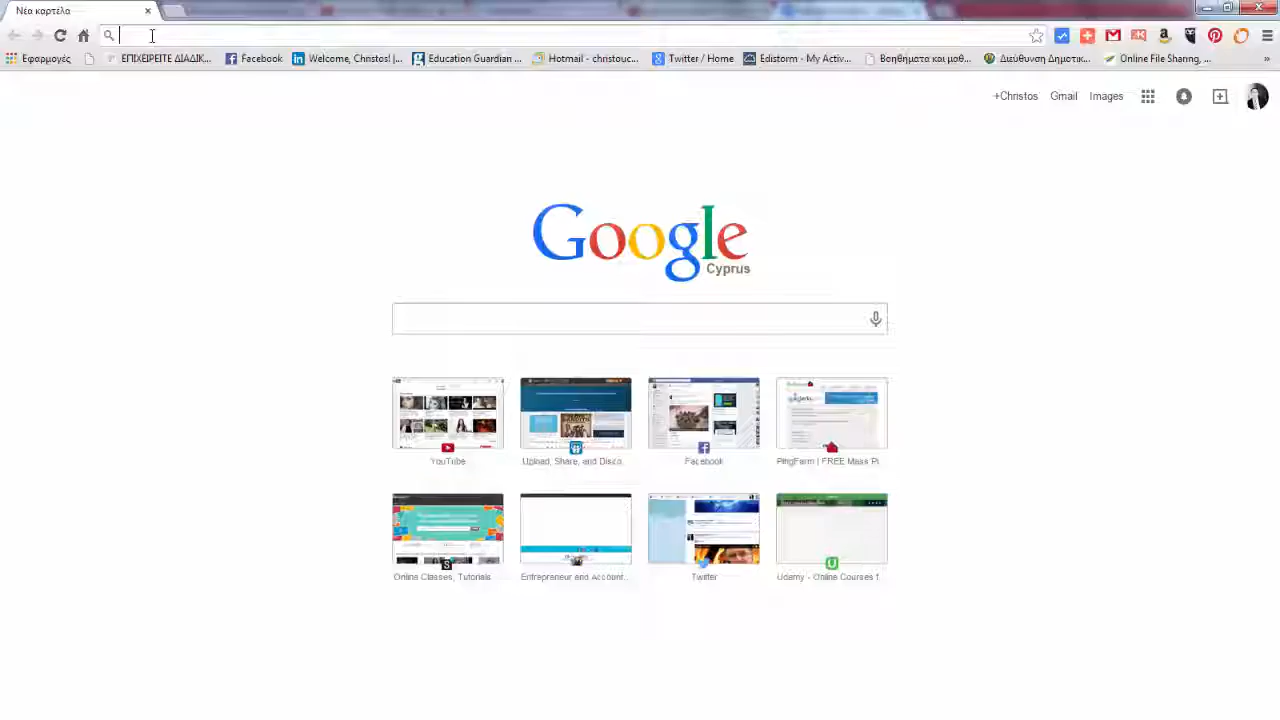 Νέα καρτέλα
Εφαρμογές
ΕΠΙΧΕΙΡΕΙΤΕ ΔΙΑΔΙΚ...
Facebook
Welcome, Christos! |...
Education Guardian ...
Hotmail - christouc...
Twitter / Home
Edistorm - My Activ...
Βοηθήματα και μαθ...
Διεύθυνση Δημοτικ...
Online File Sharing, ...
»
+Christos Gmail Images
Google
Cyprus
YouTube
Upload, Share, and Disco...
Facebook
PingFarm | FREE Mass Pi...
Online Classes, Tutorials...
Entrepreneur and Account...
Twitter
Udemy - Online Courses f...